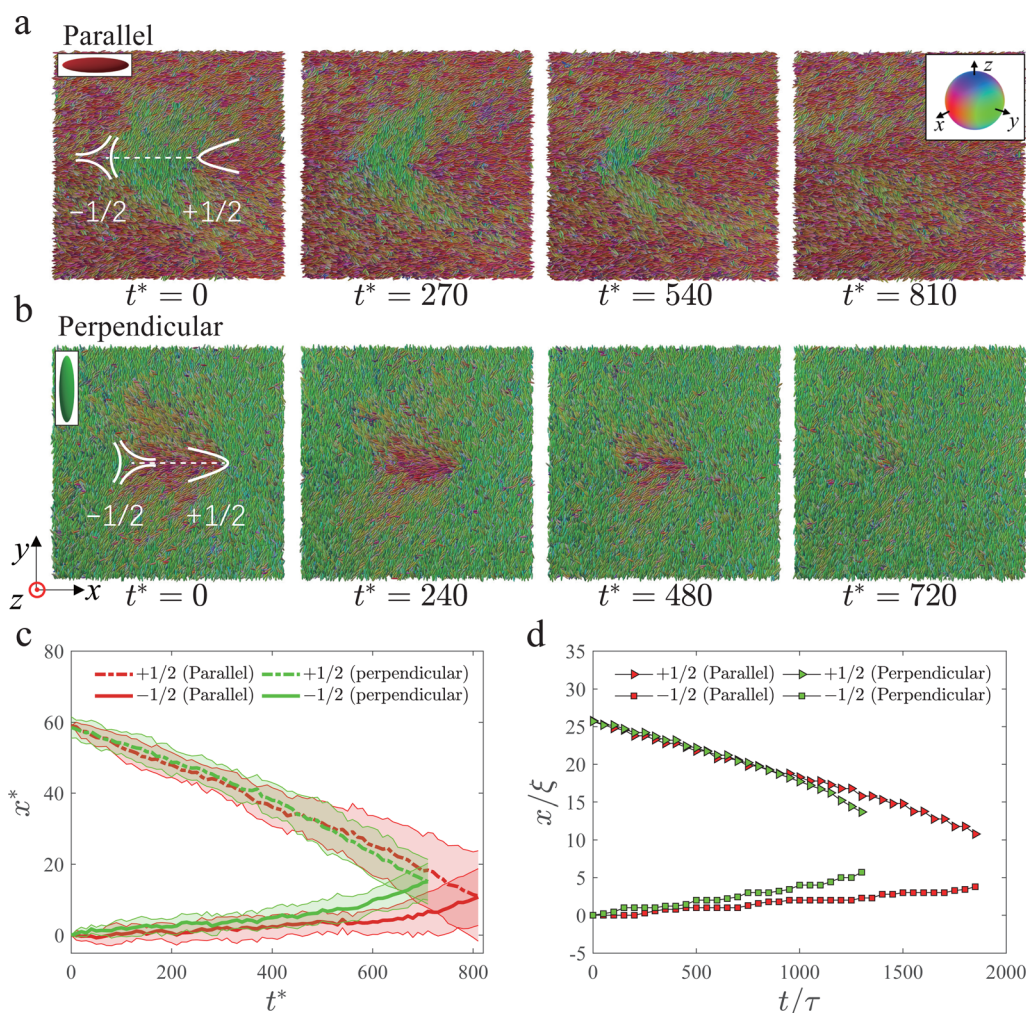 a
Parallel
z
x y
−1/2 +1/2
t* = 0 t* = 270 t* = 540 t* = 810
b
Perpendicular
−1/2 +1/2
y
z x
t* = 0 t* = 240 t* = 480 t* = 720
c
+1/2 (Parallel) +1/2 (perpendicular)
−1/2 (Parallel) −1/2 (perpendicular)
80
60
40
20
0
x*
0 200 400 600 800
t*
d
+1/2 (Parallel) +1/2 (Perpendicular)
−1/2 (Parallel) −1/2 (Perpendicular)
35
30
25
20
15
10
5
0
-5
x/ξ
0 500 1000 1500 2000
t/τ